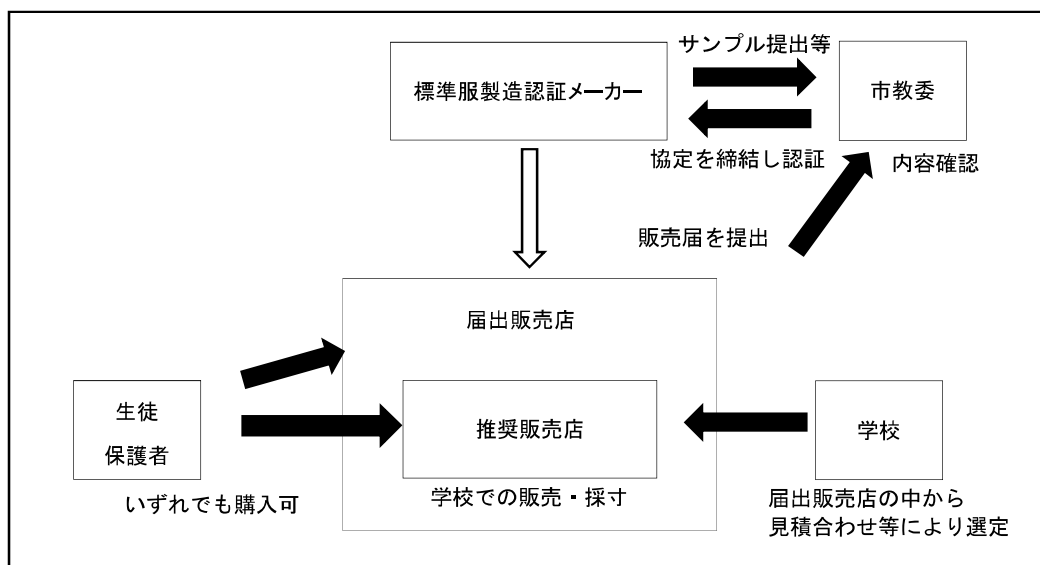 サンプル提出等
標準服製造認証メーカー
市教委
協定を締結し認証
内容確認
販売届を提出
届出販売店
生徒
保護者
推奨販売店
学校
いずれでも購入可
学校での販売・採寸
届出販売店の中から
見積合わせ等により選定